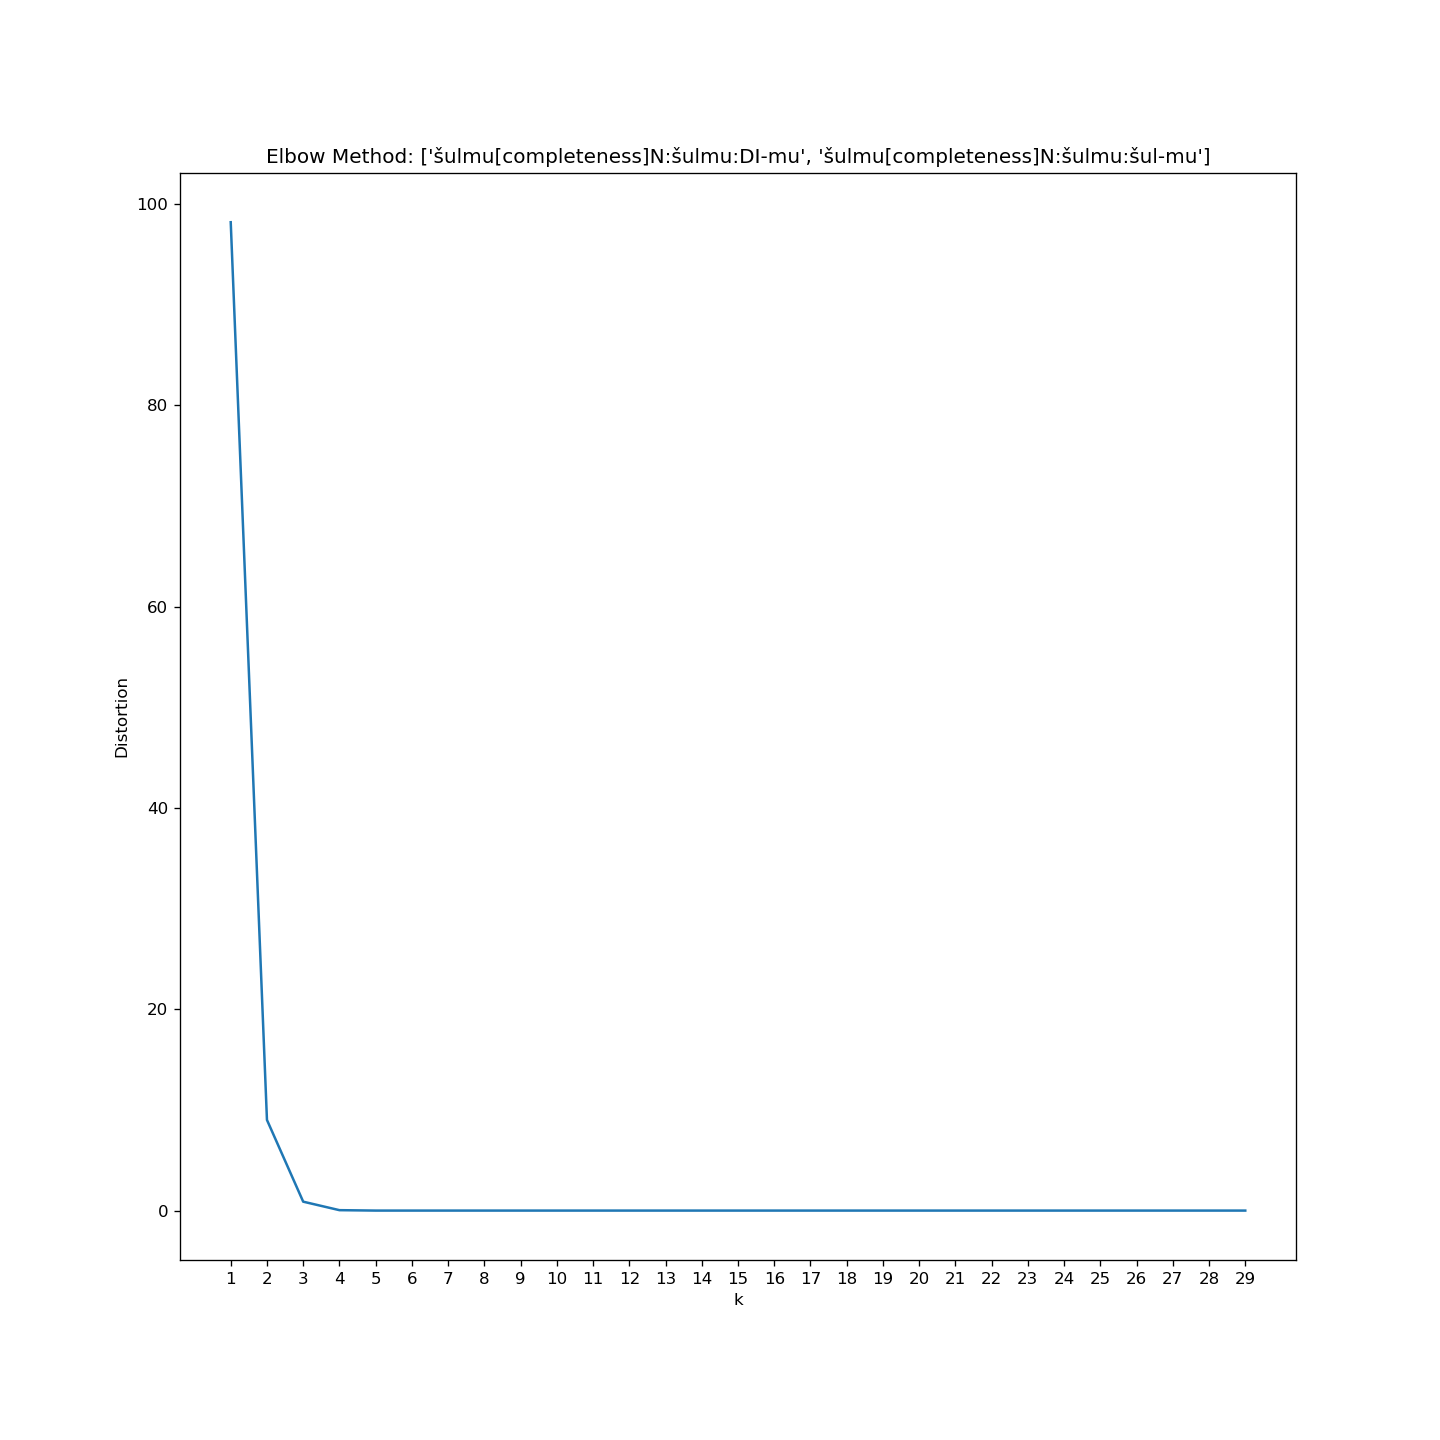 Elbow Method: ['šulmu[completeness]N:šulmu:DI-mu', 'šulmu[completeness]N:šulmu:šul-mu']
100
80
60
40
20
0
Distortion
1 2 3 4 5 6 7 8 9 10 11 12 13 14 15 16 17 18 19 20 21 22 23 24 25 26 27 28 29
k